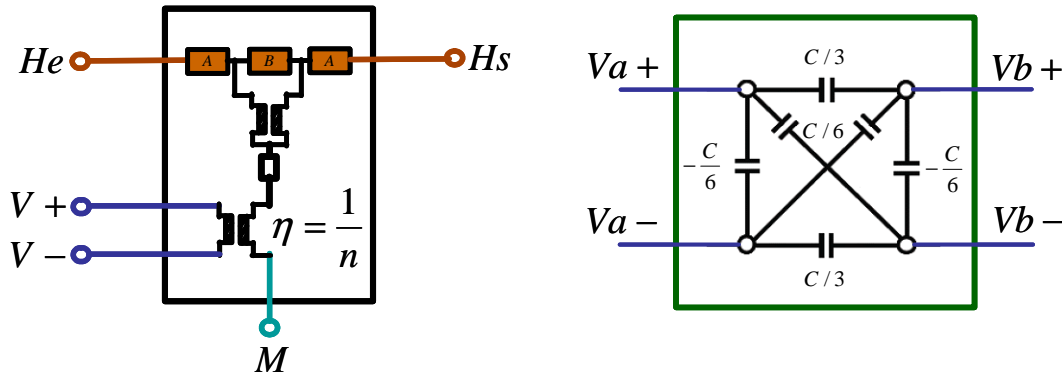 He
A
B
A
Hs
V +
V −
η = 1/n
M
Va +
C / 3
Vb +
C / 6
− C/6
− C/6
Va −
Vb −
C / 3